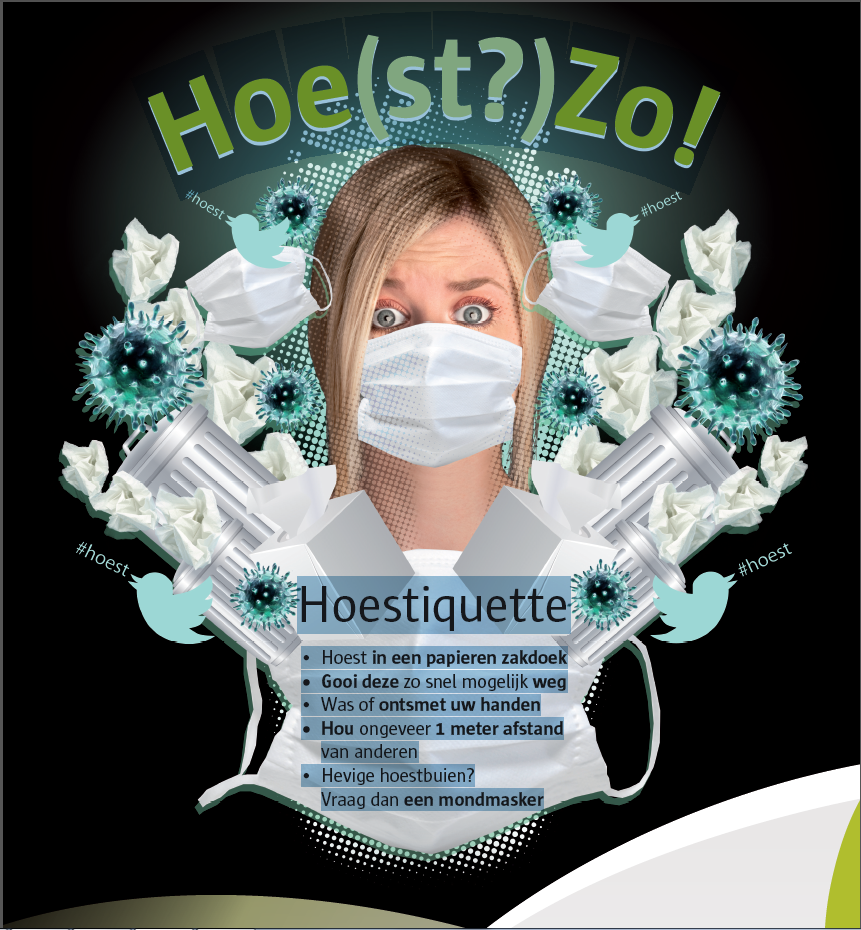 Hoe(st?)Zo!
#hoest
#hoest
#hoest
#hoest
Hoestiquette
• Hoest in een papieren zakdoek
• Gooi deze zo snel mogelijk weg
• Was of ontsmet uw handen
• Hou ongeveer 1 meter afstand
van anderen
• Hevige hoestbuien?
Vraag dan een mondmasker